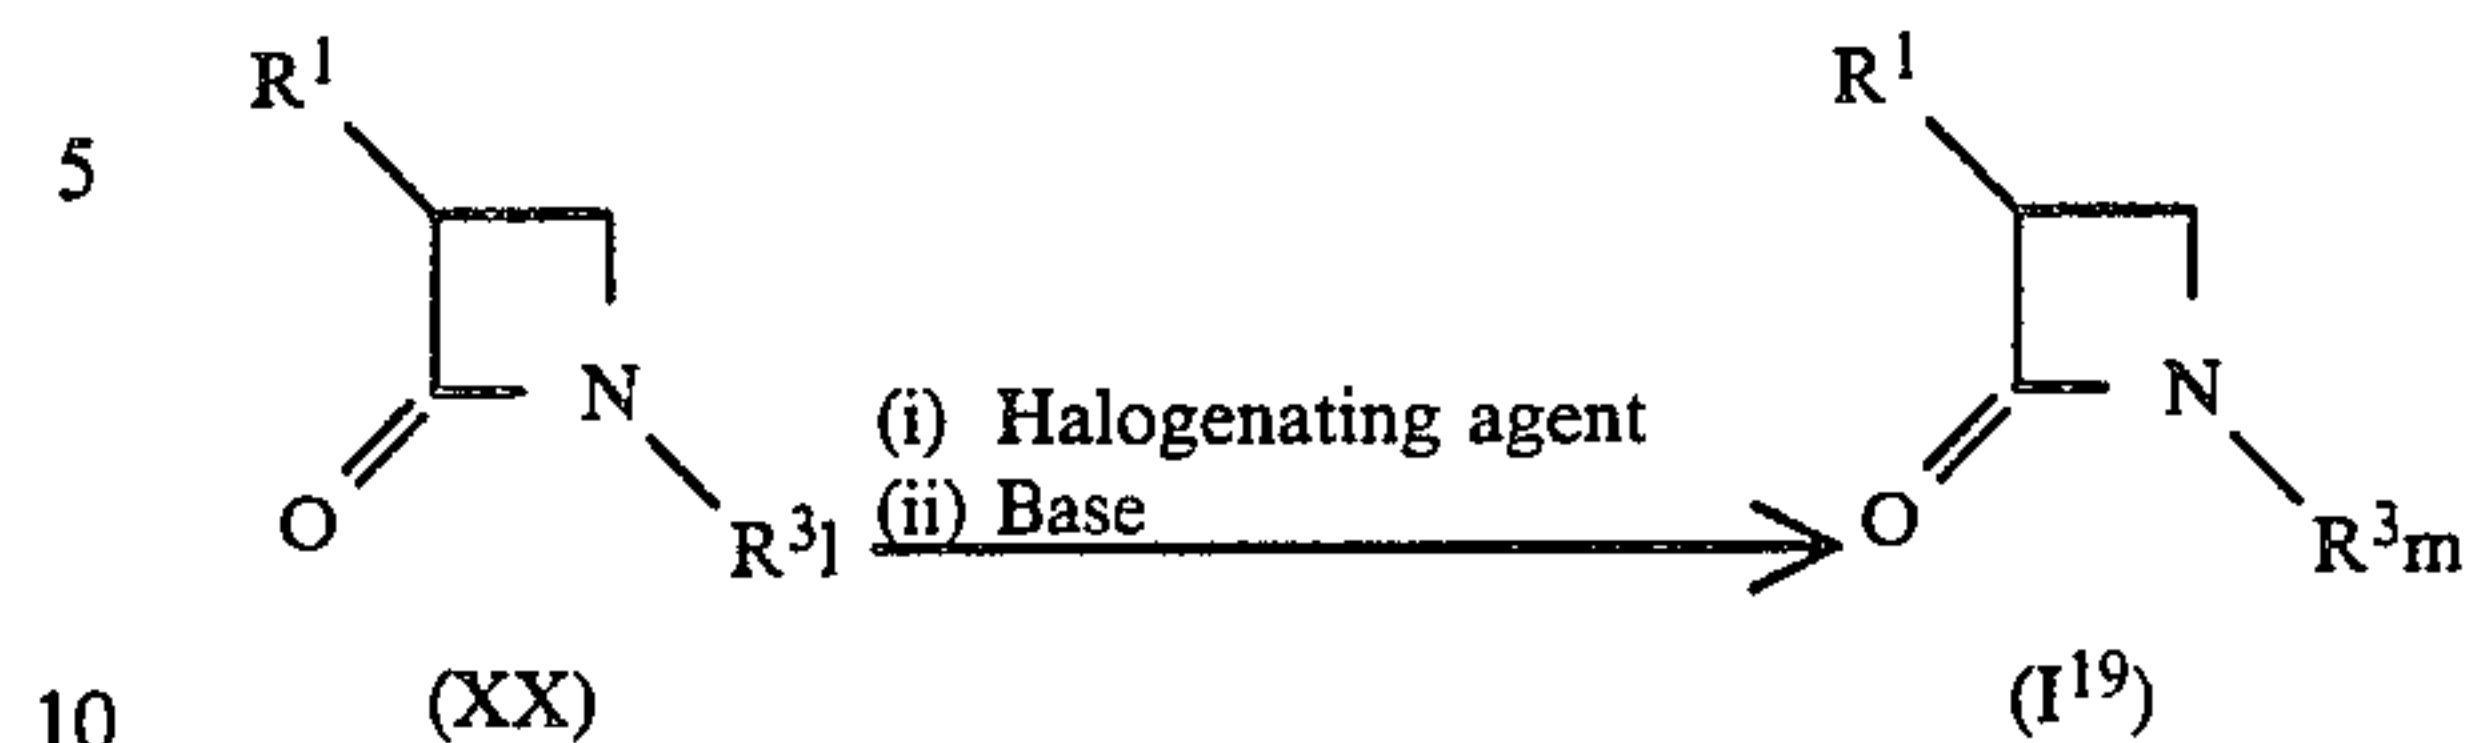 R¹ R¹
5
N (i) Halogenating agent N
O (ii) Base O
R³l R³m
10 (XX) (I¹⁹)